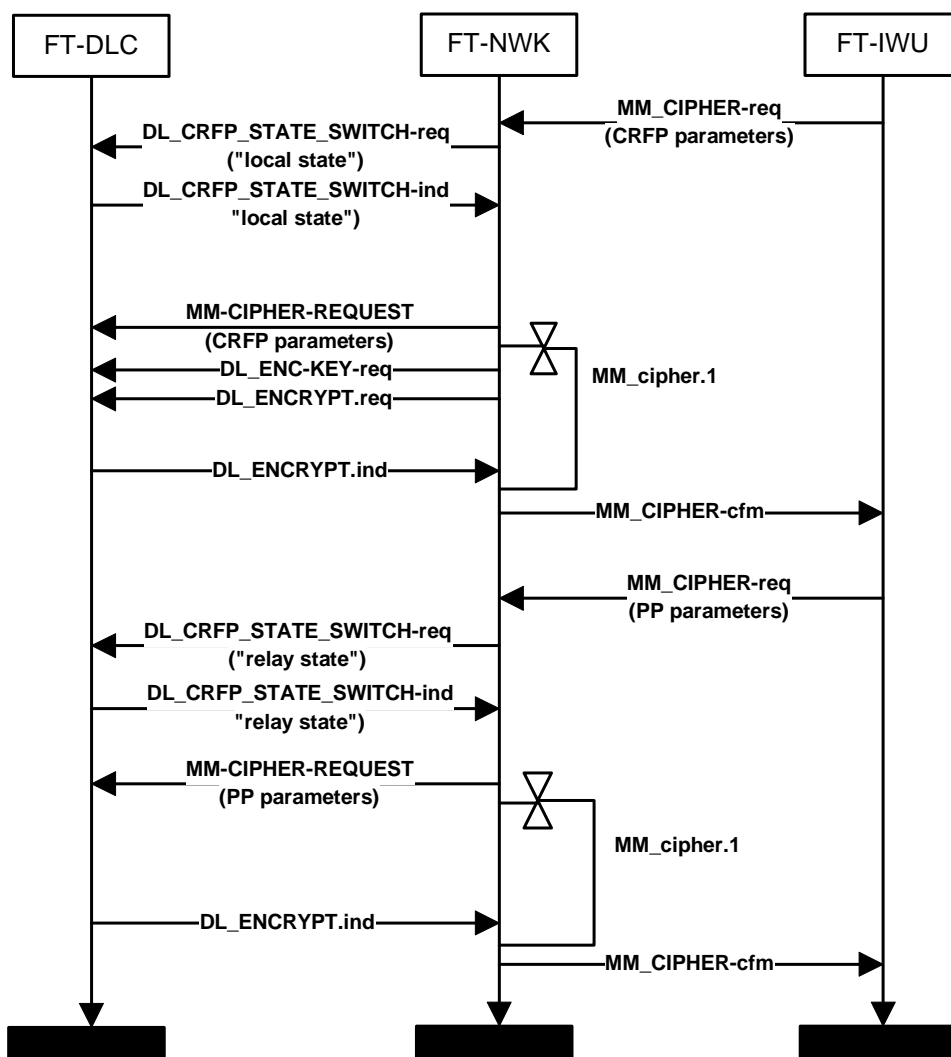 FT-DLC
FT-NWK
FT-IWU
MM_CIPHER-req
(CRFP parameters)
DL_CRFP_STATE_SWITCH-req
("local state")
DL_CRFP_STATE_SWITCH-ind
"local state")
MM-CIPHER-REQUEST
(CRFP parameters)
DL_ENC-KEY-req
MM_cipher.1
DL_ENCRYPT.req
DL_ENCRYPT.ind
MM_CIPHER-cfm
MM_CIPHER-req
(PP parameters)
DL_CRFP_STATE_SWITCH-req
("relay state")
DL_CRFP_STATE_SWITCH-ind
"relay state")
MM-CIPHER-REQUEST
(PP parameters)
MM_cipher.1
DL_ENCRYPT.ind
MM_CIPHER-cfm